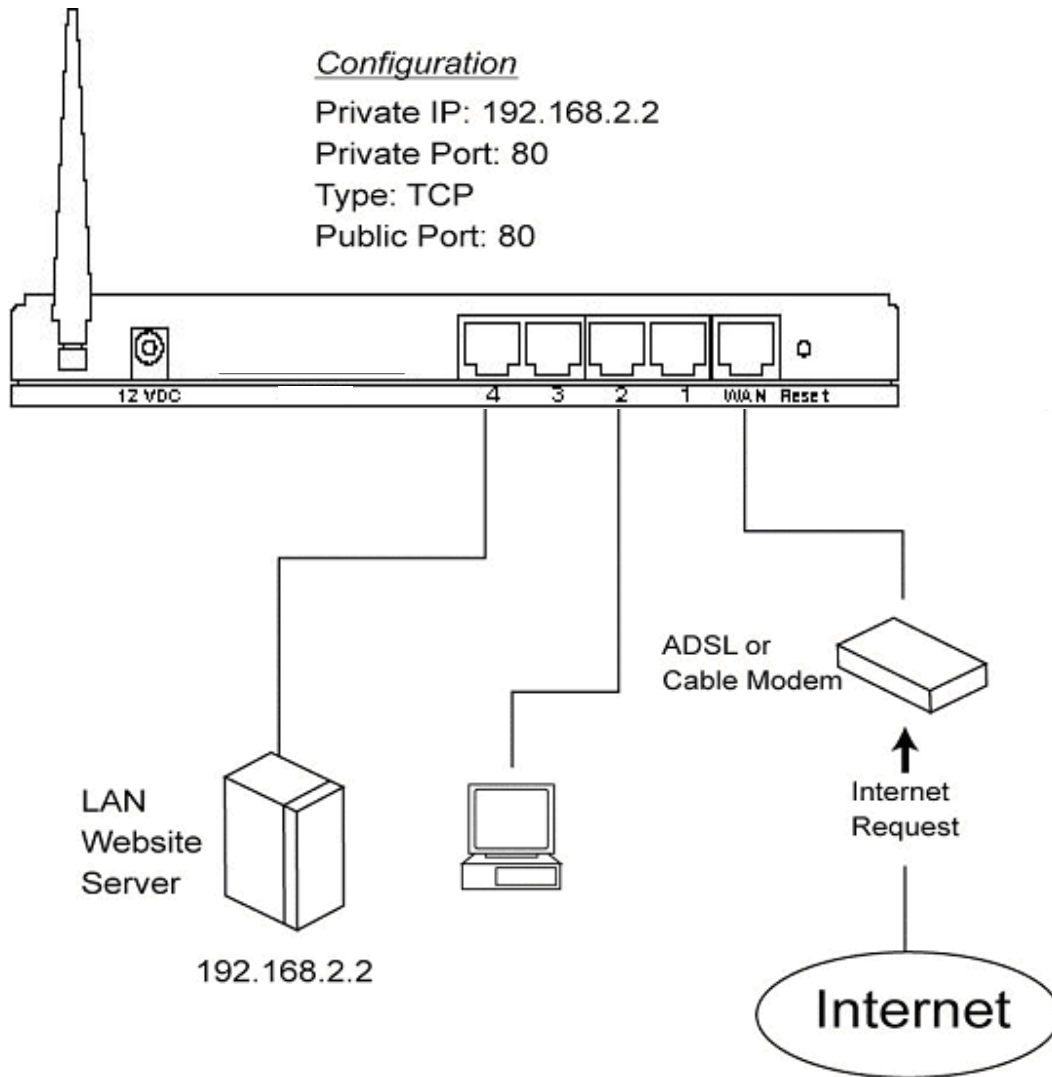 Configuration
Private IP: 192.168.2.2
Private Port: 80
Type: TCP
Public Port: 80
12 VDC
4 3 2 1 WAN Reset
ADSL or
Cable Modem
Internet
Request
LAN
Website
Server
192.168.2.2
Internet